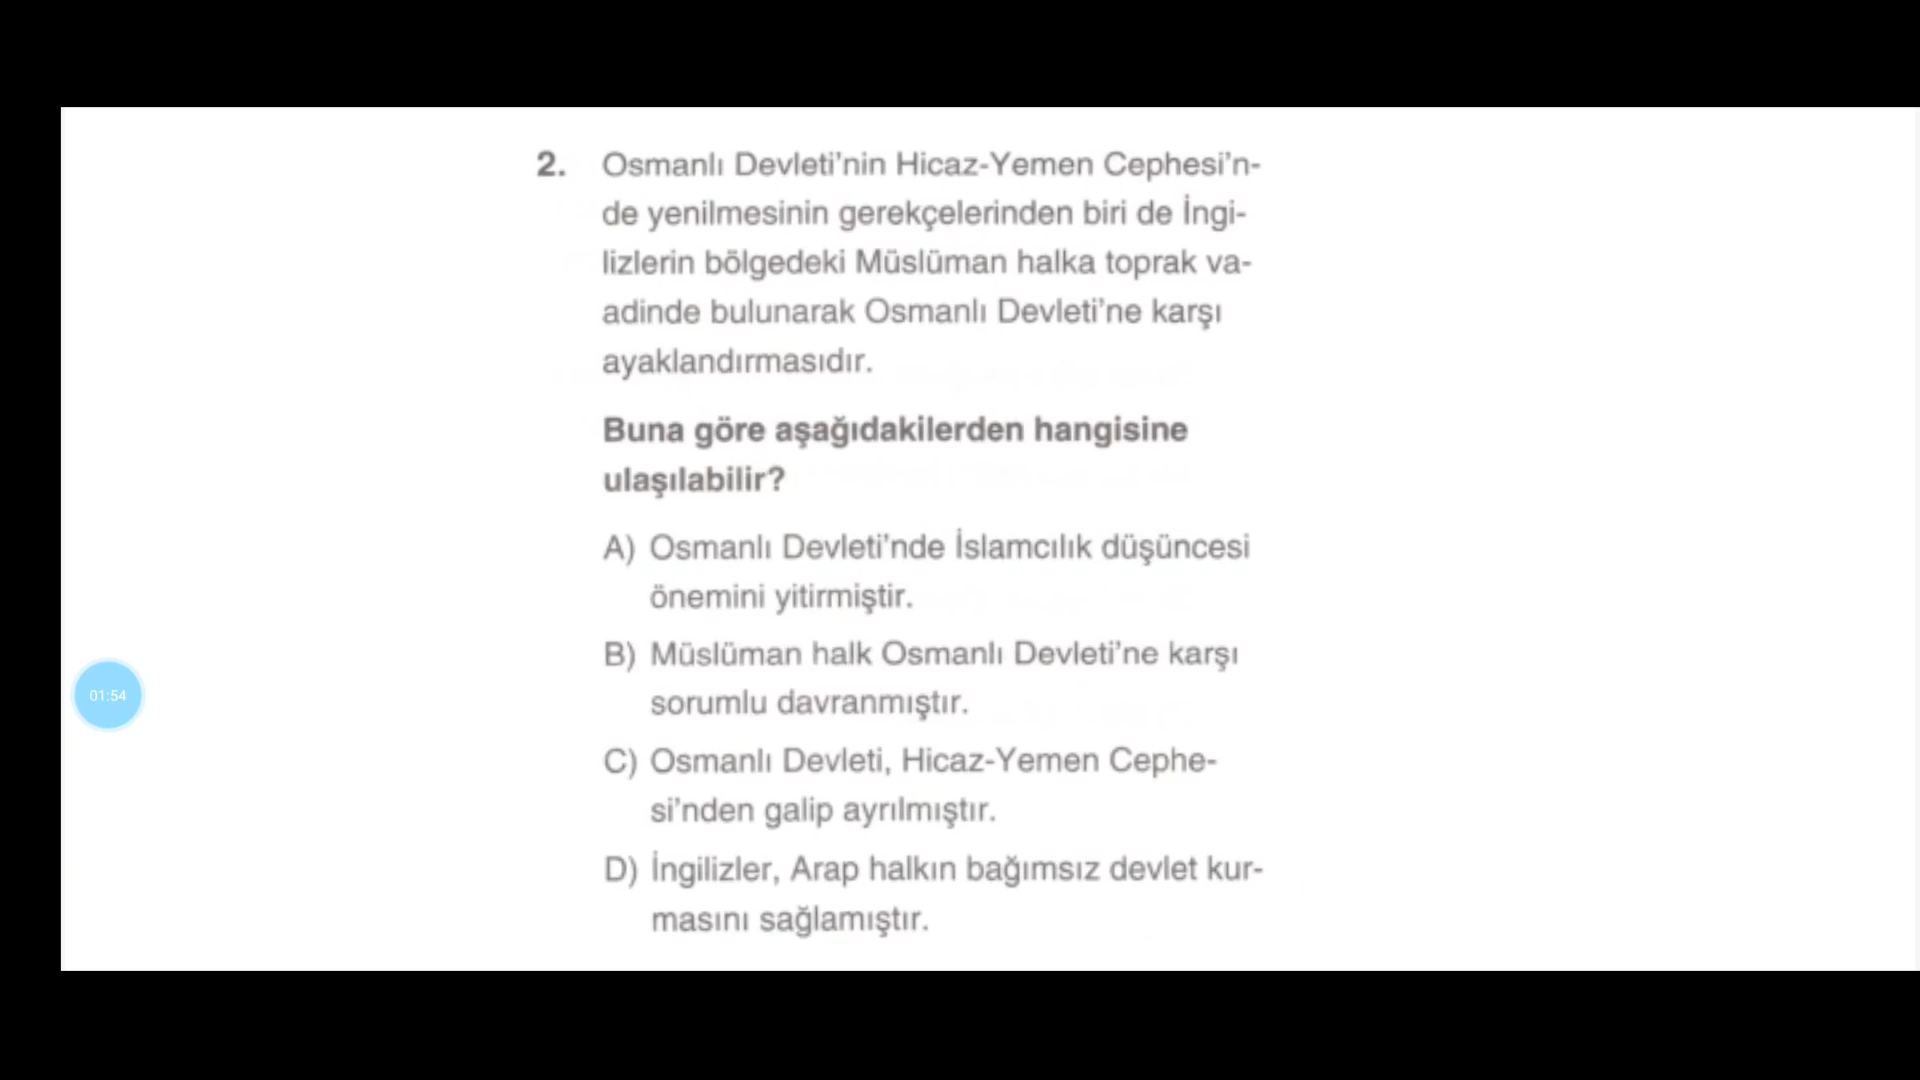 2. Osmanlı Devleti'nin Hicaz-Yemen Cephesi'n-
de yenilmesinin gerekçelerinden biri de İngi-
lizlerin bölgedeki Müslüman halka toprak va-
adinde bulunarak Osmanlı Devleti'ne karşı
ayaklandırmasıdır.
Buna göre aşağıdakilerden hangisine
ulaşılabilir?
A) Osmanlı Devleti'nde İslamcılık düşüncesi
önemini yitirmiştir.
B) Müslüman halk Osmanlı Devleti'ne karşı
sorumlu davranmıştır.
C) Osmanlı Devleti, Hicaz-Yemen Cephe-
si'nden galip ayrılmıştır.
D) İngilizler, Arap halkın bağımsız devlet kur-
masını sağlamıştır.
01:54